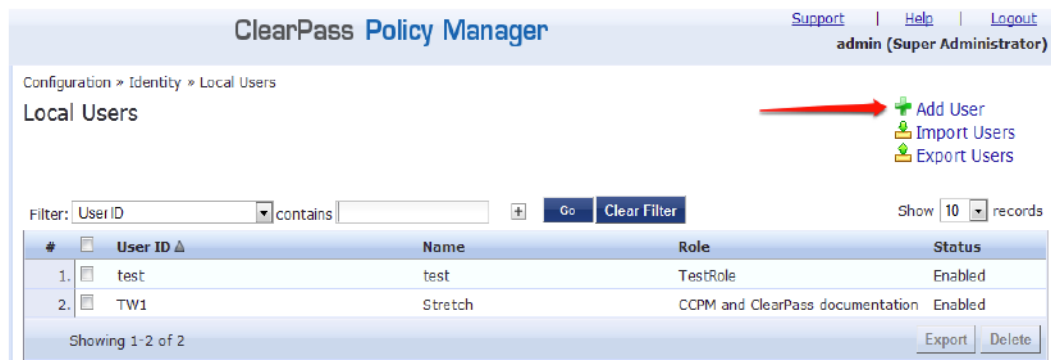 ClearPass Policy Manager
Support | Help | Logout
admin (Super Administrator)
Configuration » Identity » Local Users
Local Users
Add User
Import Users
Export Users
Filter: User ID contains + Go Clear Filter Show 10 records
# User ID Name Role Status
1. test test TestRole Enabled
2. TW1 Stretch CCPM and ClearPass documentation Enabled
Showing 1-2 of 2 Export Delete